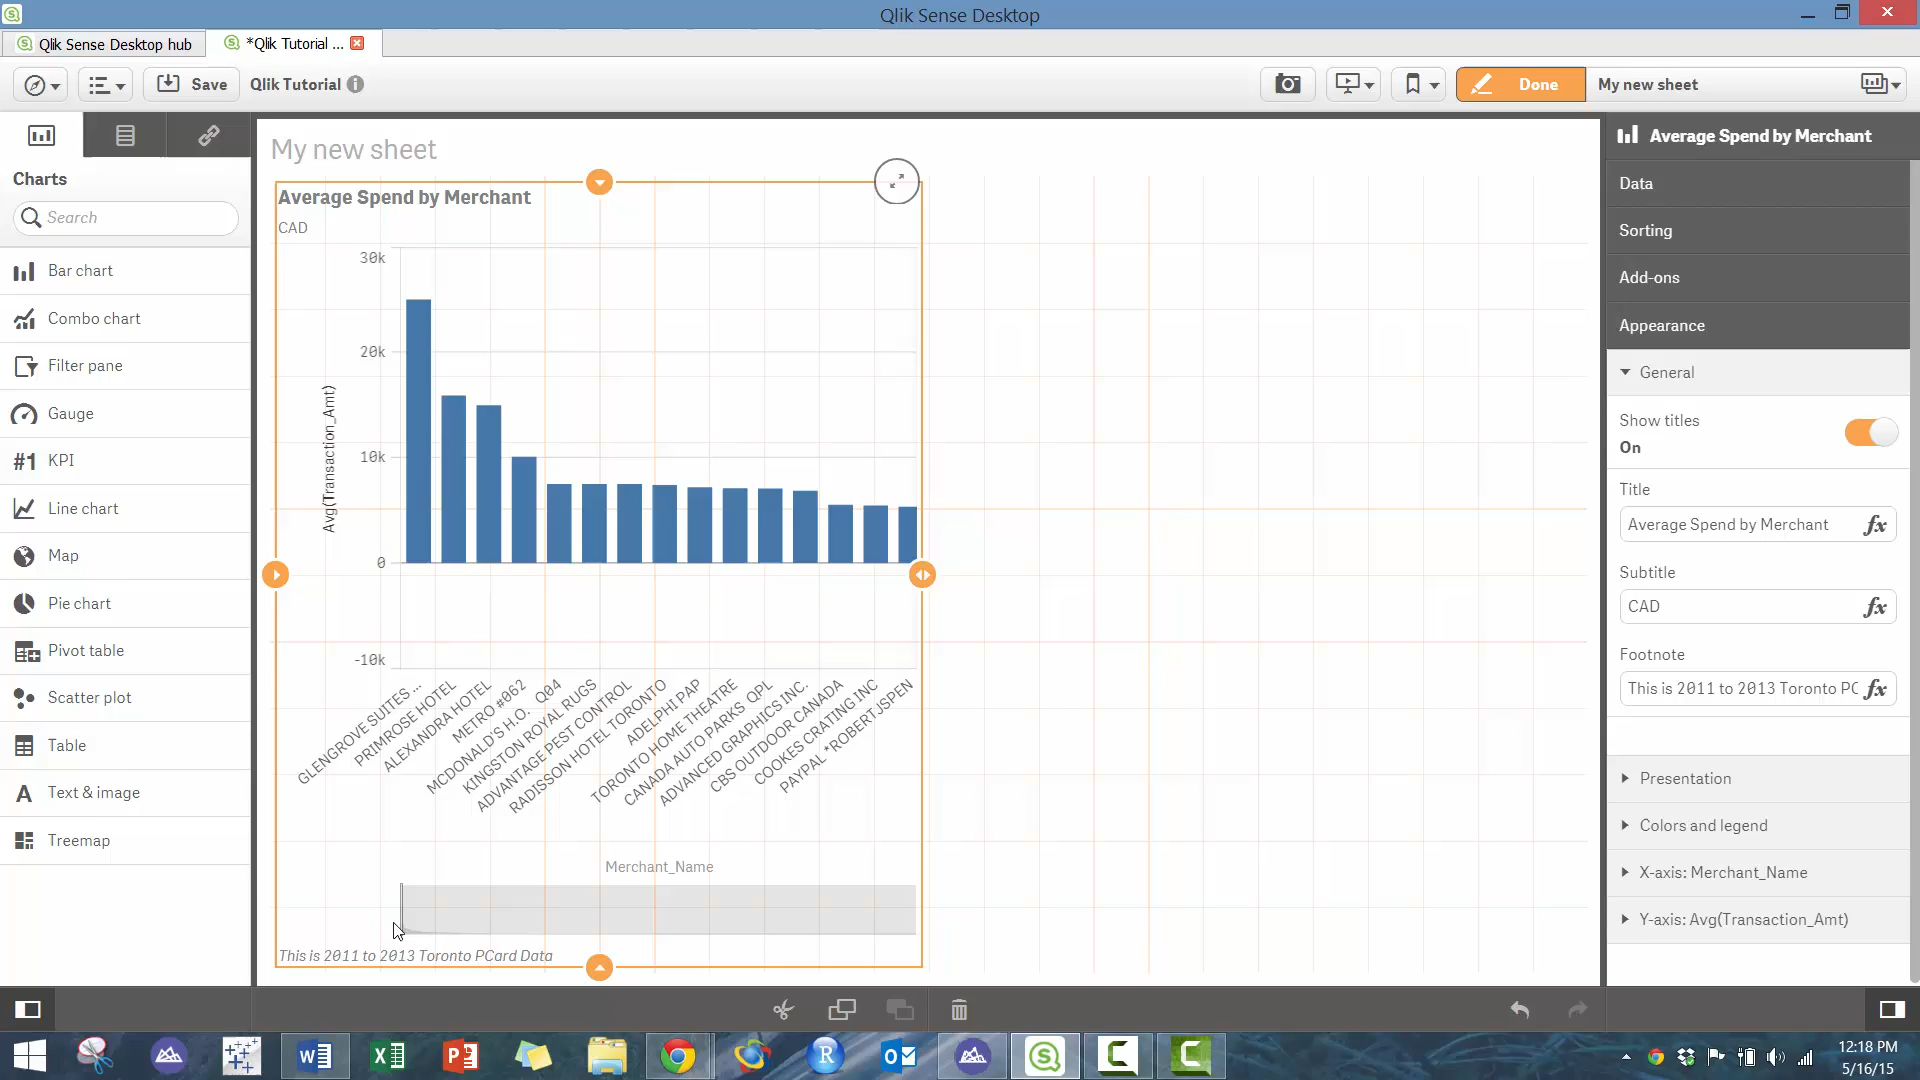 Qlik Sense Desktop
Qlik Sense Desktop hub
*Qlik Tutorial ...
Save
Qlik Tutorial
Done
My new sheet
Charts
Search
Bar chart
Combo chart
Filter pane
Gauge
#1 KPI
Line chart
Map
Pie chart
Pivot table
Scatter plot
Table
A Text & image
Treemap
My new sheet
Average Spend by Merchant
CAD
30k
20k
10k
0
-10k
Avg(Transaction_Amt)
GLENGROVE SUITES ...
PRIMROSE HOTEL
ALEXANDRA HOTEL
METRO #062
MCDONALD'S H.O. Q04
KINGSTON ROYAL RUGS
ADVANTAGE PEST CONTROL
RADISSON HOTEL TORONTO
ADELPHI PAP
TORONTO HOME THEATRE
CANADA AUTO PARKS QPL
ADVANCED GRAPHICS INC.
CBS OUTDOOR CANADA
COOKES CRATING INC
PAYPAL *ROBERTJSPEN
Merchant_Name
This is 2011 to 2013 Toronto PCard Data
Average Spend by Merchant
Data
Sorting
Add-ons
Appearance
General
Show titles
On
Title
Average Spend by Merchant fx
Subtitle
CAD fx
Footnote
This is 2011 to 2013 Toronto PC fx
Presentation
Colors and legend
X-axis: Merchant_Name
Y-axis: Avg(Transaction_Amt)
12:18 PM
5/16/15